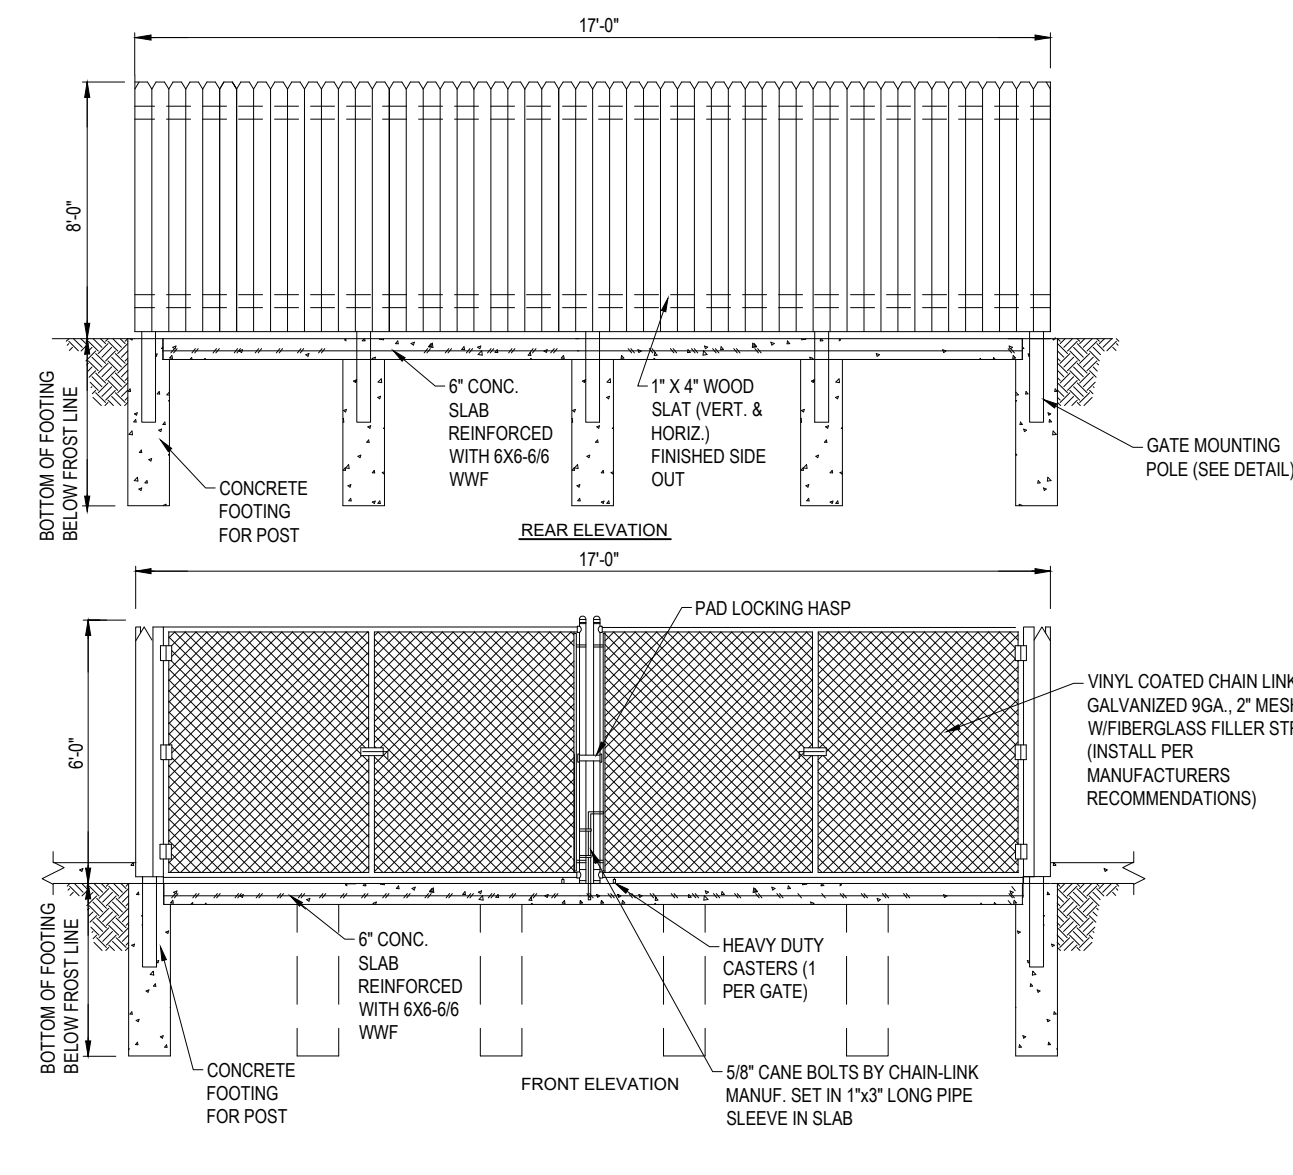 17'-0"
8'-0"
BOTTOM OF FOOTING
BELOW FROST LINE
6" CONC.
SLAB
REINFORCED
WITH 6X6-6/6
WWF
1" X 4" WOOD
SLAT (VERT. &
HORIZ.)
FINISHED SIDE
OUT
GATE MOUNTING
POLE (SEE DETAIL)
CONCRETE
FOOTING
FOR POST
REAR ELEVATION
17'-0"
PAD LOCKING HASP
6'-0"
VINYL COATED CHAIN LINK
GALVANIZED 9GA., 2" MESH
W/FIBERGLASS FILLER
(INSTALL PER
MANUFACTURERS
RECOMMENDATIONS)
BOTTOM OF FOOTING
BELOW FROST LINE
6" CONC.
SLAB
REINFORCED
WITH 6X6-6/6
WWF
HEAVY DUTY
CASTERS (1
PER GATE)
CONCRETE
FOOTING
FOR POST
FRONT ELEVATION
5/8" CANE BOLTS BY CHAIN-LINK
MANUF. SET IN 1"x3" LONG PIPE
SLEEVE IN SLAB